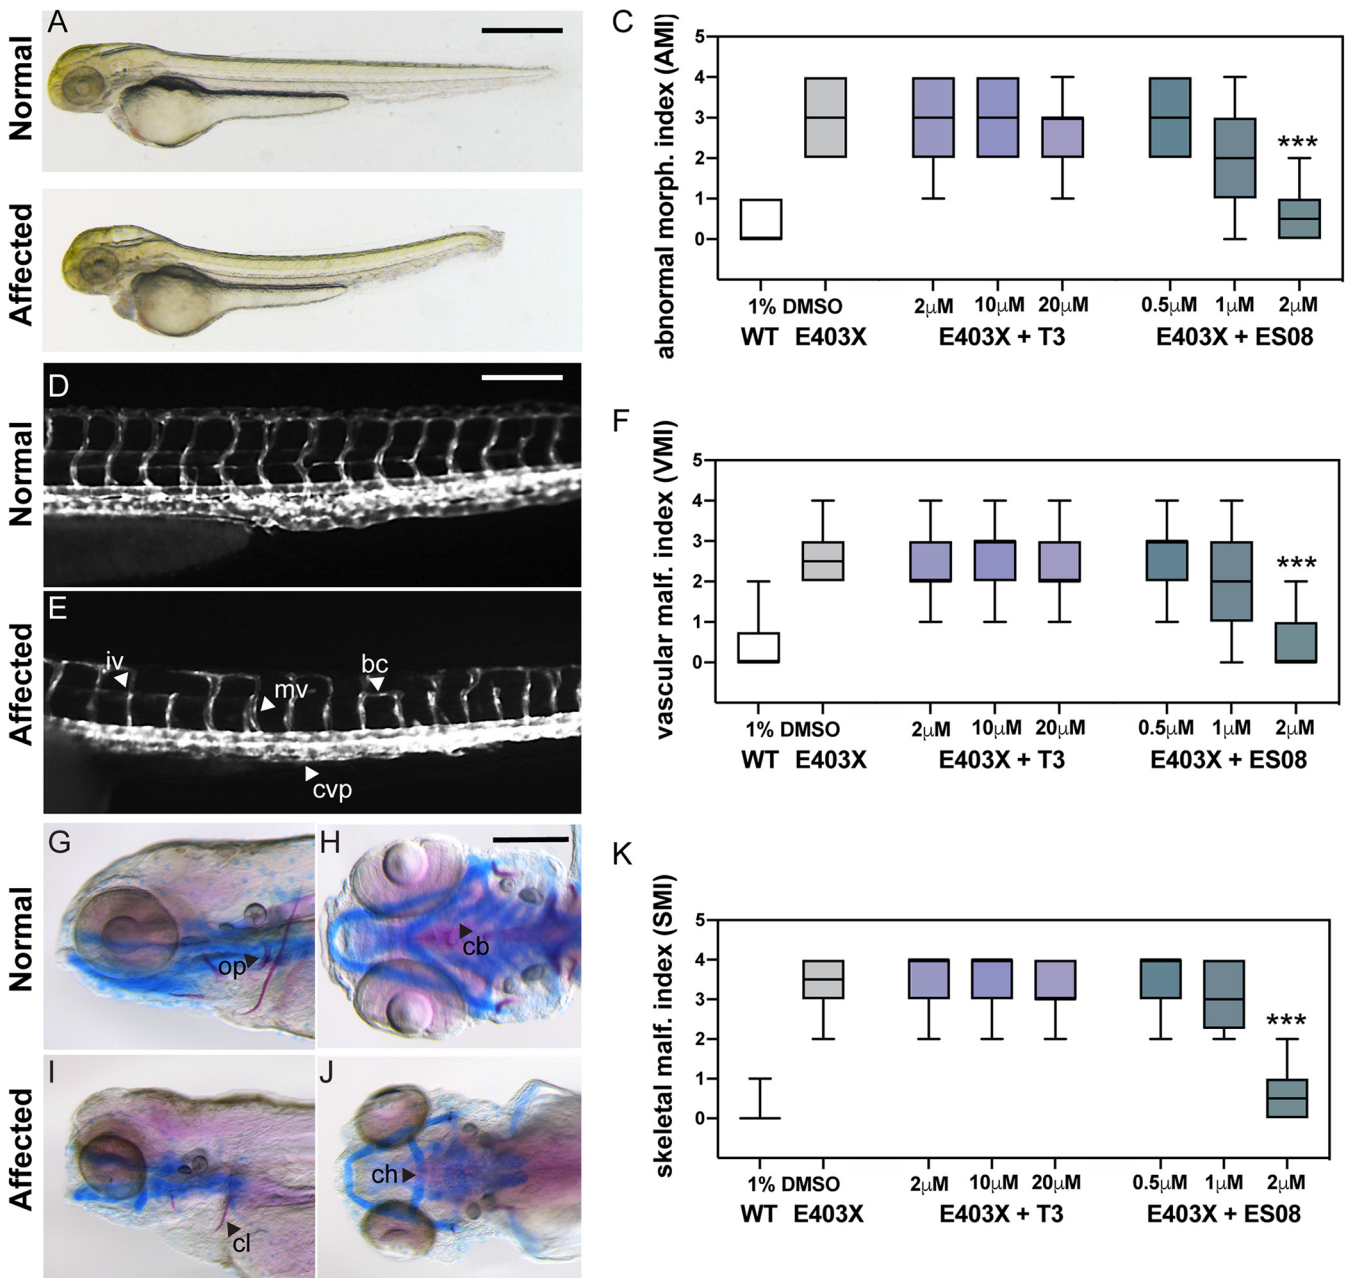 A
Normal
Affected
C
abnormal morph. index (AMI)
5
4
3
2
1
0
1% DMSO
2μM
10μM
20μM
0.5μM
1μM
2μM
WT
E403X
E403X + T3
E403X + ES08
***
D
Normal
E
Affected
iv
mv
bc
cvp
F
vascular malf. index (VMI)
5
4
3
2
1
0
1% DMSO
2μM
10μM
20μM
0.5μM
1μM
2μM
WT
E403X
E403X + T3
E403X + ES08
***
G
H
Normal
op
cb
I
J
Affected
cl
ch
K
skeletal malf. index (SMI)
5
4
3
2
1
0
1% DMSO
2μM
10μM
20μM
0.5μM
1μM
2μM
WT
E403X
E403X + T3
E403X + ES08
***